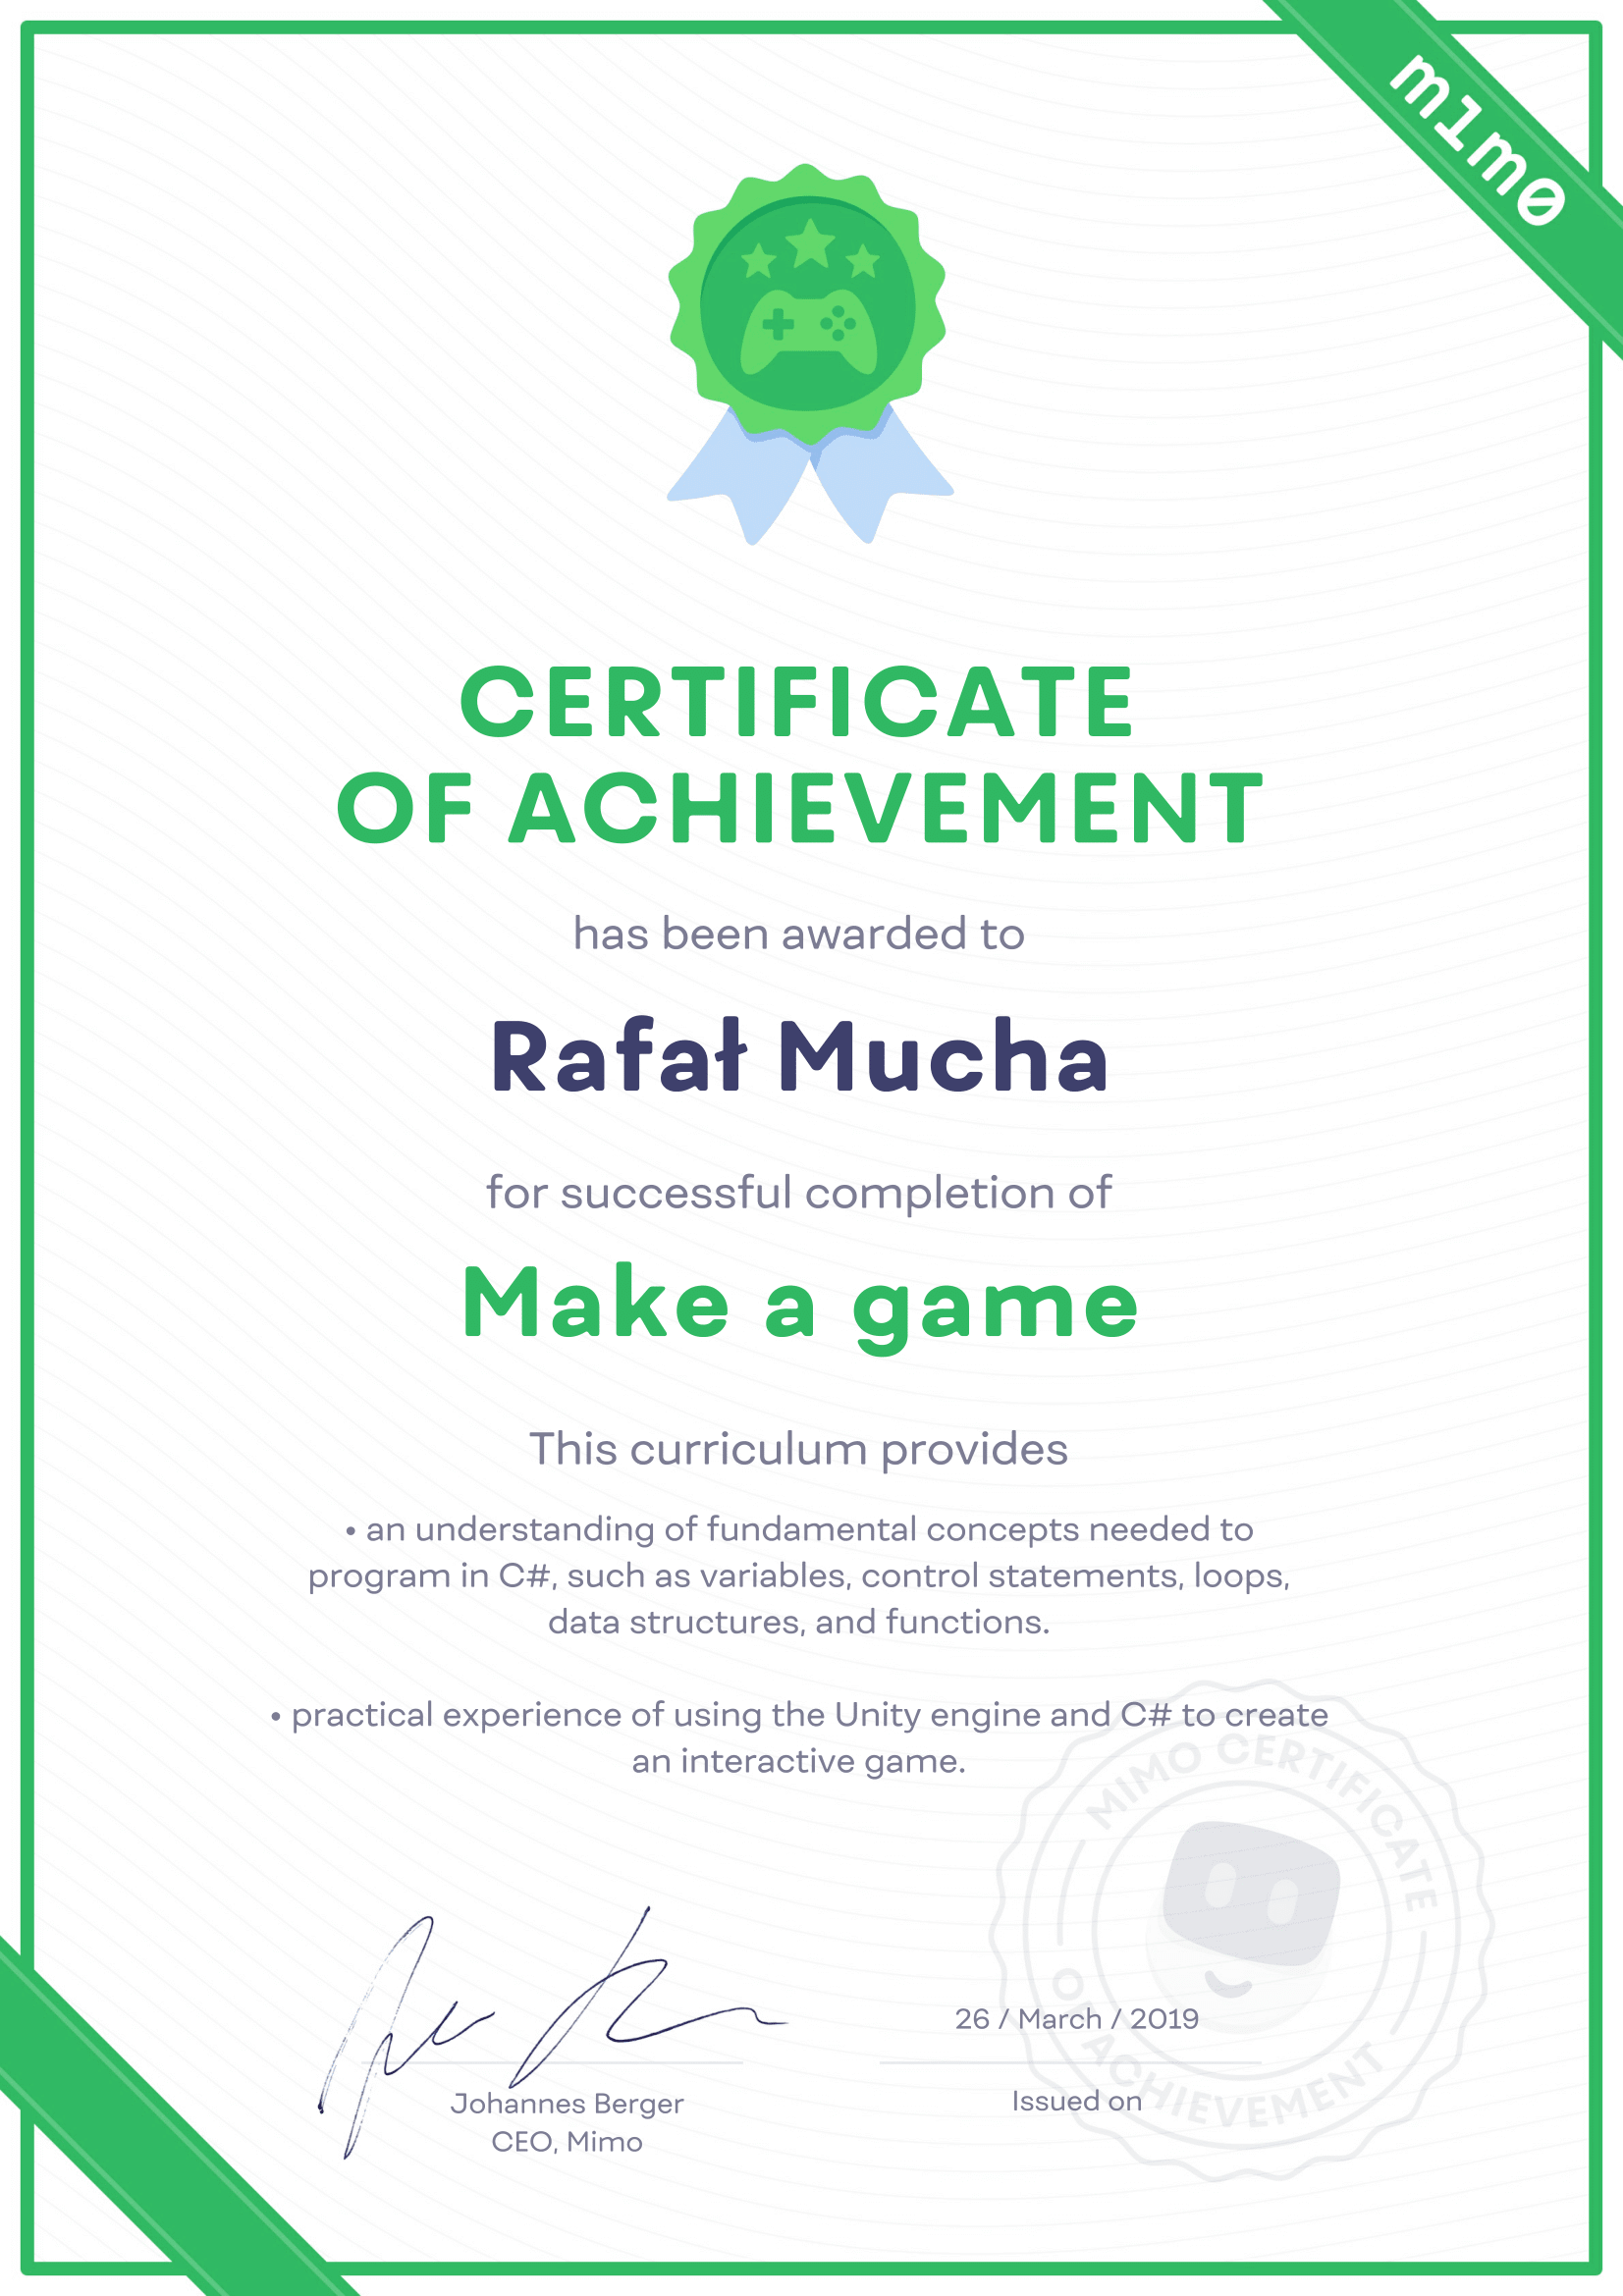 m1m0
CERTIFICATE
OF ACHIEVEMENT
has been awarded to
Rafał Mucha
for successful completion of
Make a game
This curriculum provides
• an understanding of fundamental concepts needed to
program in C#, such as variables, control statements, loops,
data structures, and functions.
• practical experience of using the Unity engine and C# to create
an interactive game.
MIMO CERTIFICATE
OF ACHIEVEMENT
26 / March / 2019
Johannes Berger
CEO, Mimo
Issued on